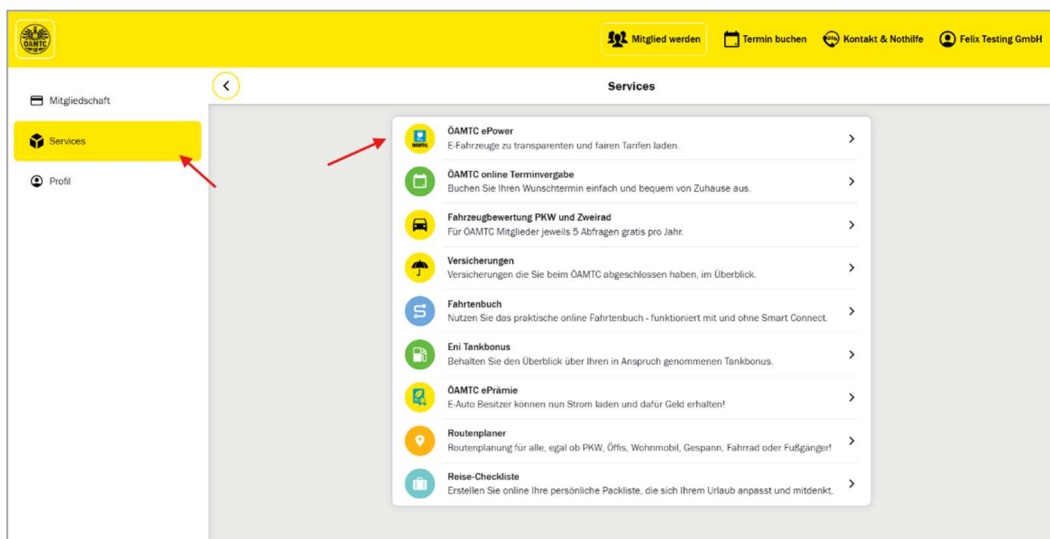 ÖAMTC
Mitglied werden
Termin buchen
Kontakt & Nothilfe
Felix Testing GmbH
Mitgliedschaft
Services
Profil
Services
ÖAMTC ePower
E-Fahrzeuge zu transparenten und fairen Tarifen laden.
ÖAMTC online Terminvergabe
Buchen Sie Ihren Wunschtermin einfach und bequem von Zuhause aus.
Fahrzeugbewertung PKW und Zweirad
Für ÖAMTC Mitglieder jeweils 5 Abfragen gratis pro Jahr.
Versicherungen
Versicherungen die Sie beim ÖAMTC abgeschlossen haben, im Überblick.
Fahrtenbuch
Nutzen Sie das praktische online Fahrtenbuch - funktioniert mit und ohne Smart Connect.
Eni Tankbonus
Behalten Sie den Überblick über Ihren in Anspruch genommenen Tankbonus.
ÖAMTC ePrämie
E-Auto Besitzer können nun Strom laden und dafür Geld erhalten!
Routenplaner
Routenplanung für alle, egal ob PKW, Öffis, Wohnmobil, Gespann, Fahrrad oder Fußgänger!
Reise-Checkliste
Erstellen Sie online Ihre persönliche Packliste, die sich Ihrem Urlaub anpasst und mitdenkt.